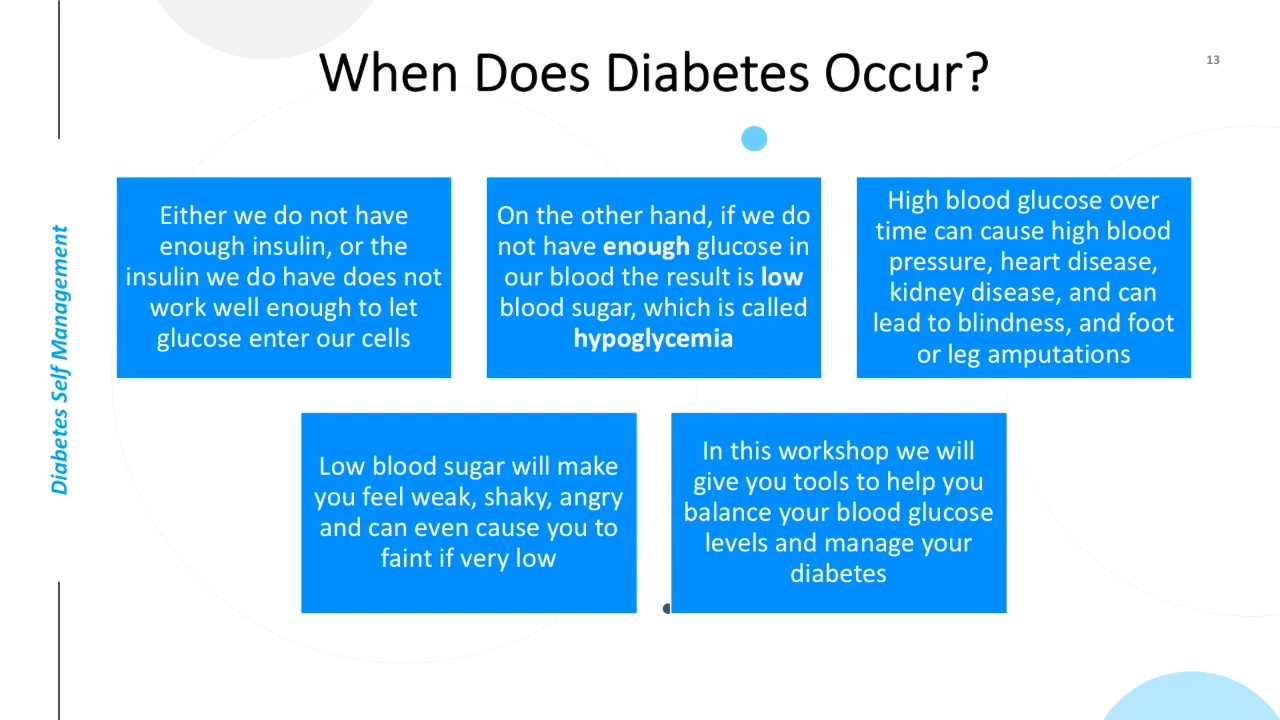 When Does Diabetes Occur?
13
Diabetes Self Management
Either we do not have
enough insulin, or the
insulin we do have does not
work well enough to let
glucose enter our cells
On the other hand, if we do
not have enough glucose in
our blood the result is low
blood sugar, which is called
hypoglycemia
High blood glucose over
time can cause high blood
pressure, heart disease,
kidney disease, and can
lead to blindness, and foot
or leg amputations
Low blood sugar will make
you feel weak, shaky, angry
and can even cause you to
faint if very low
In this workshop we will
give you tools to help you
balance your blood glucose
levels and manage your
diabetes